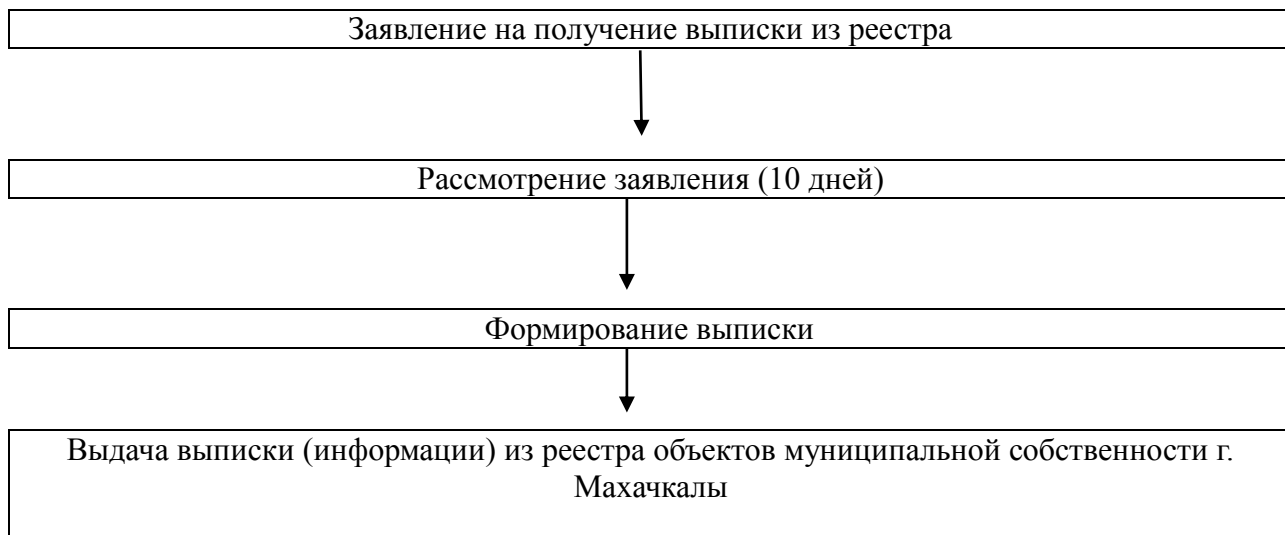 Заявление на получение выписки из реестра
Рассмотрение заявления (10 дней)
Формирование выписки
Выдача выписки (информации) из реестра объектов муниципальной собственности г.
Махачкалы